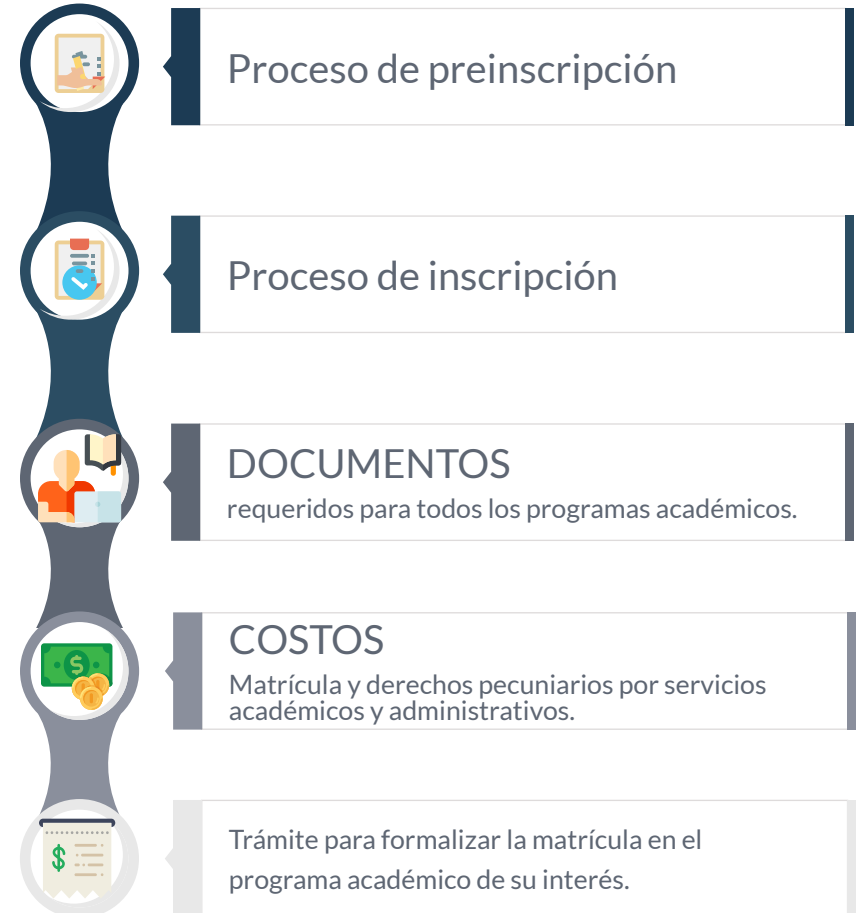 Proceso de preinscripción
Proceso de inscripción
DOCUMENTOS
requeridos para todos los programas académicos.
COSTOS
Matrícula y derechos pecuniarios por servicios
académicos y administrativos.
Trámite para formalizar la matrícula en el
programa académico de su interés.